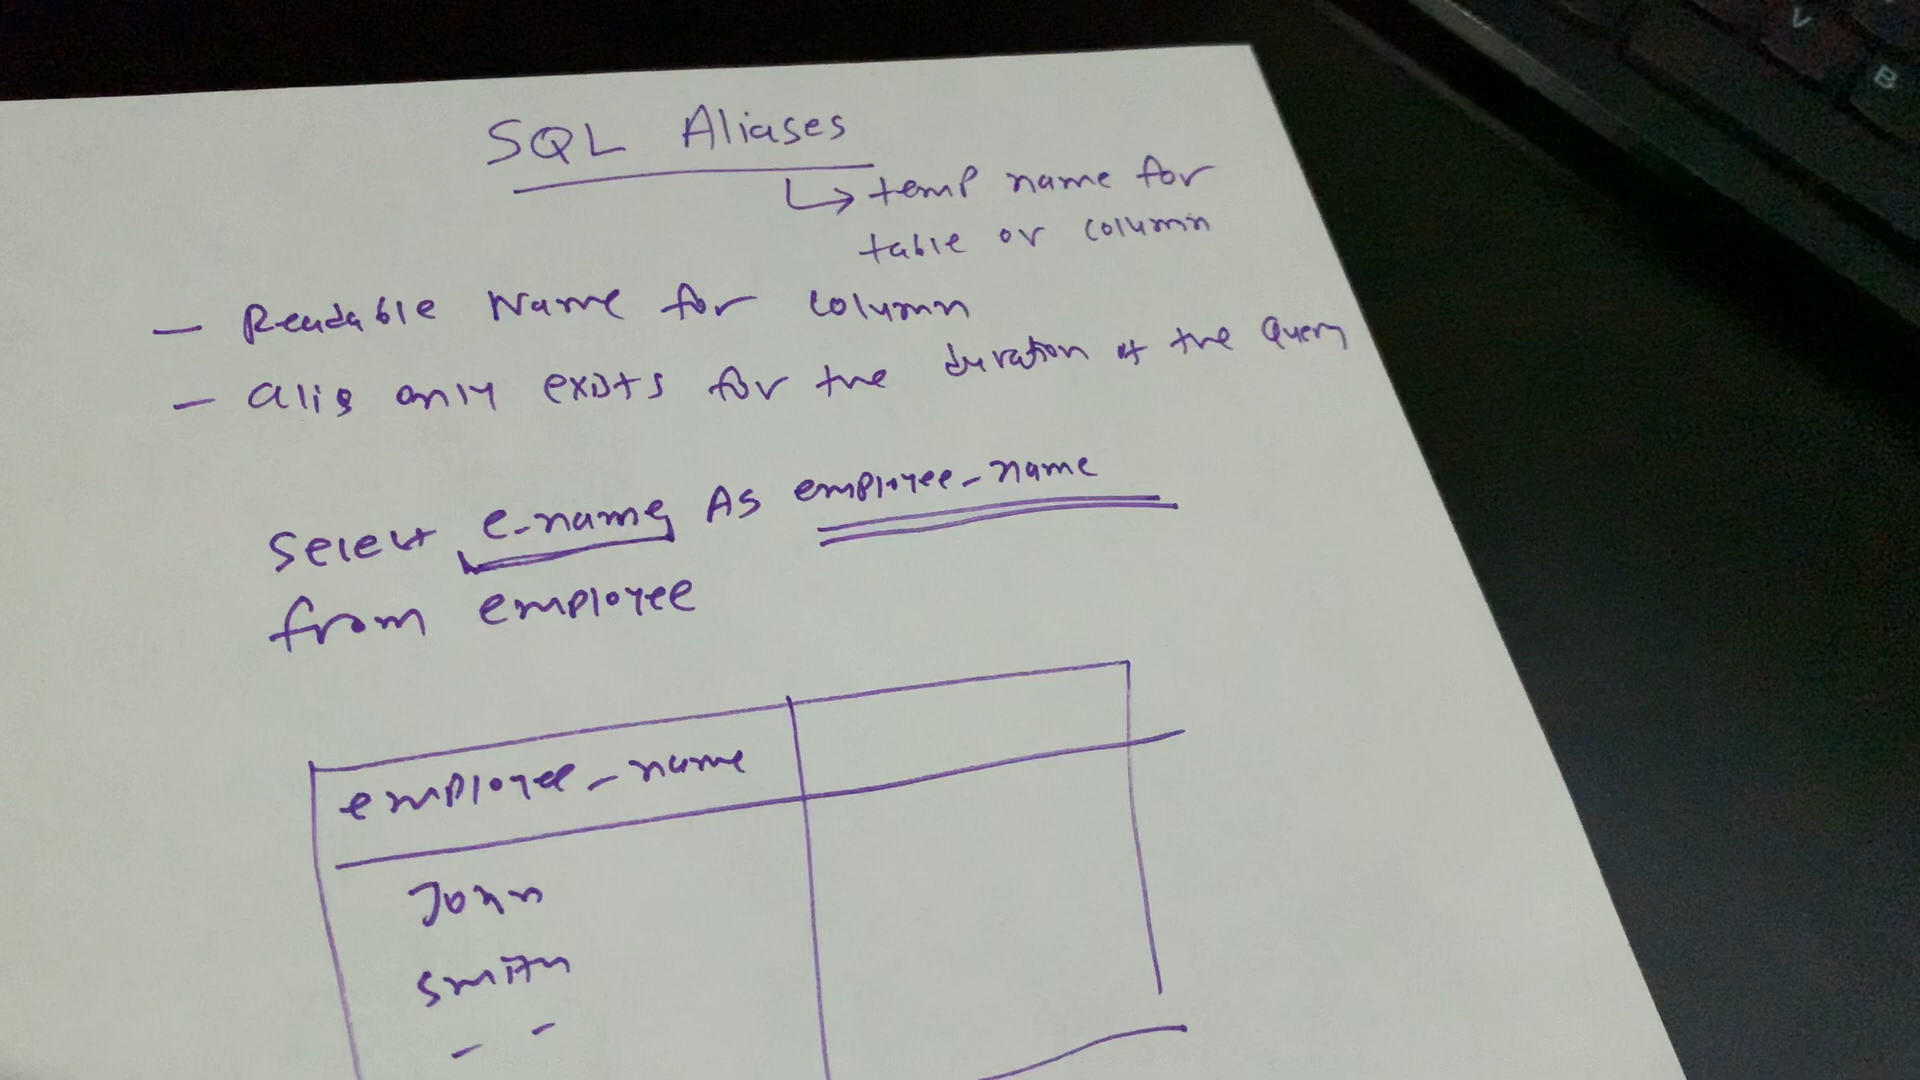 SQL Aliases
↳ temp name for
table or column
- Readable Name for column
- alis only exists for the duration of the Query
Select e-name As employee-name
from employee
employee-name
John
Smith
- -
V
B